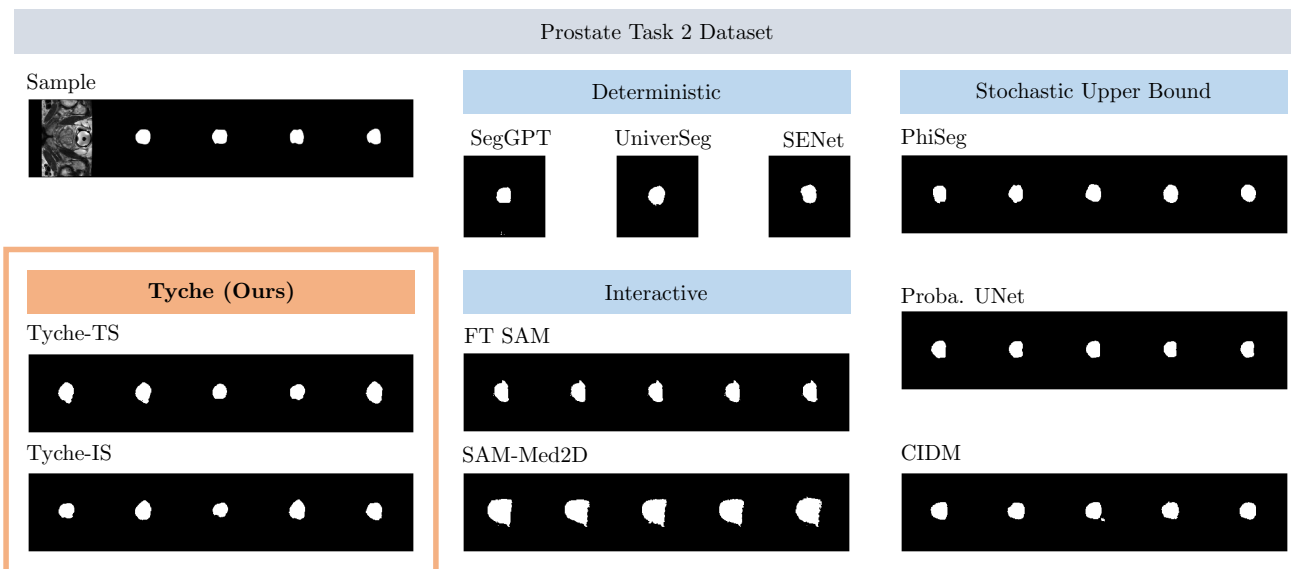 Prostate Task 2 Dataset
Sample
Deterministic
SegGPT
UniverSeg
SENet
Stochastic Upper Bound
PhiSeg
Tyche (Ours)
Tyche-TS
Tyche-IS
Interactive
FT SAM
SAM-Med2D
Proba. UNet
CIDM